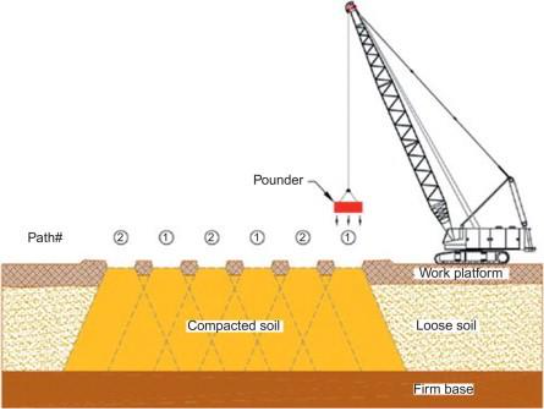 Pounder
Path# ② ① ② ① ② ①
Work platform
Compacted soil
Loose soil
Firm base